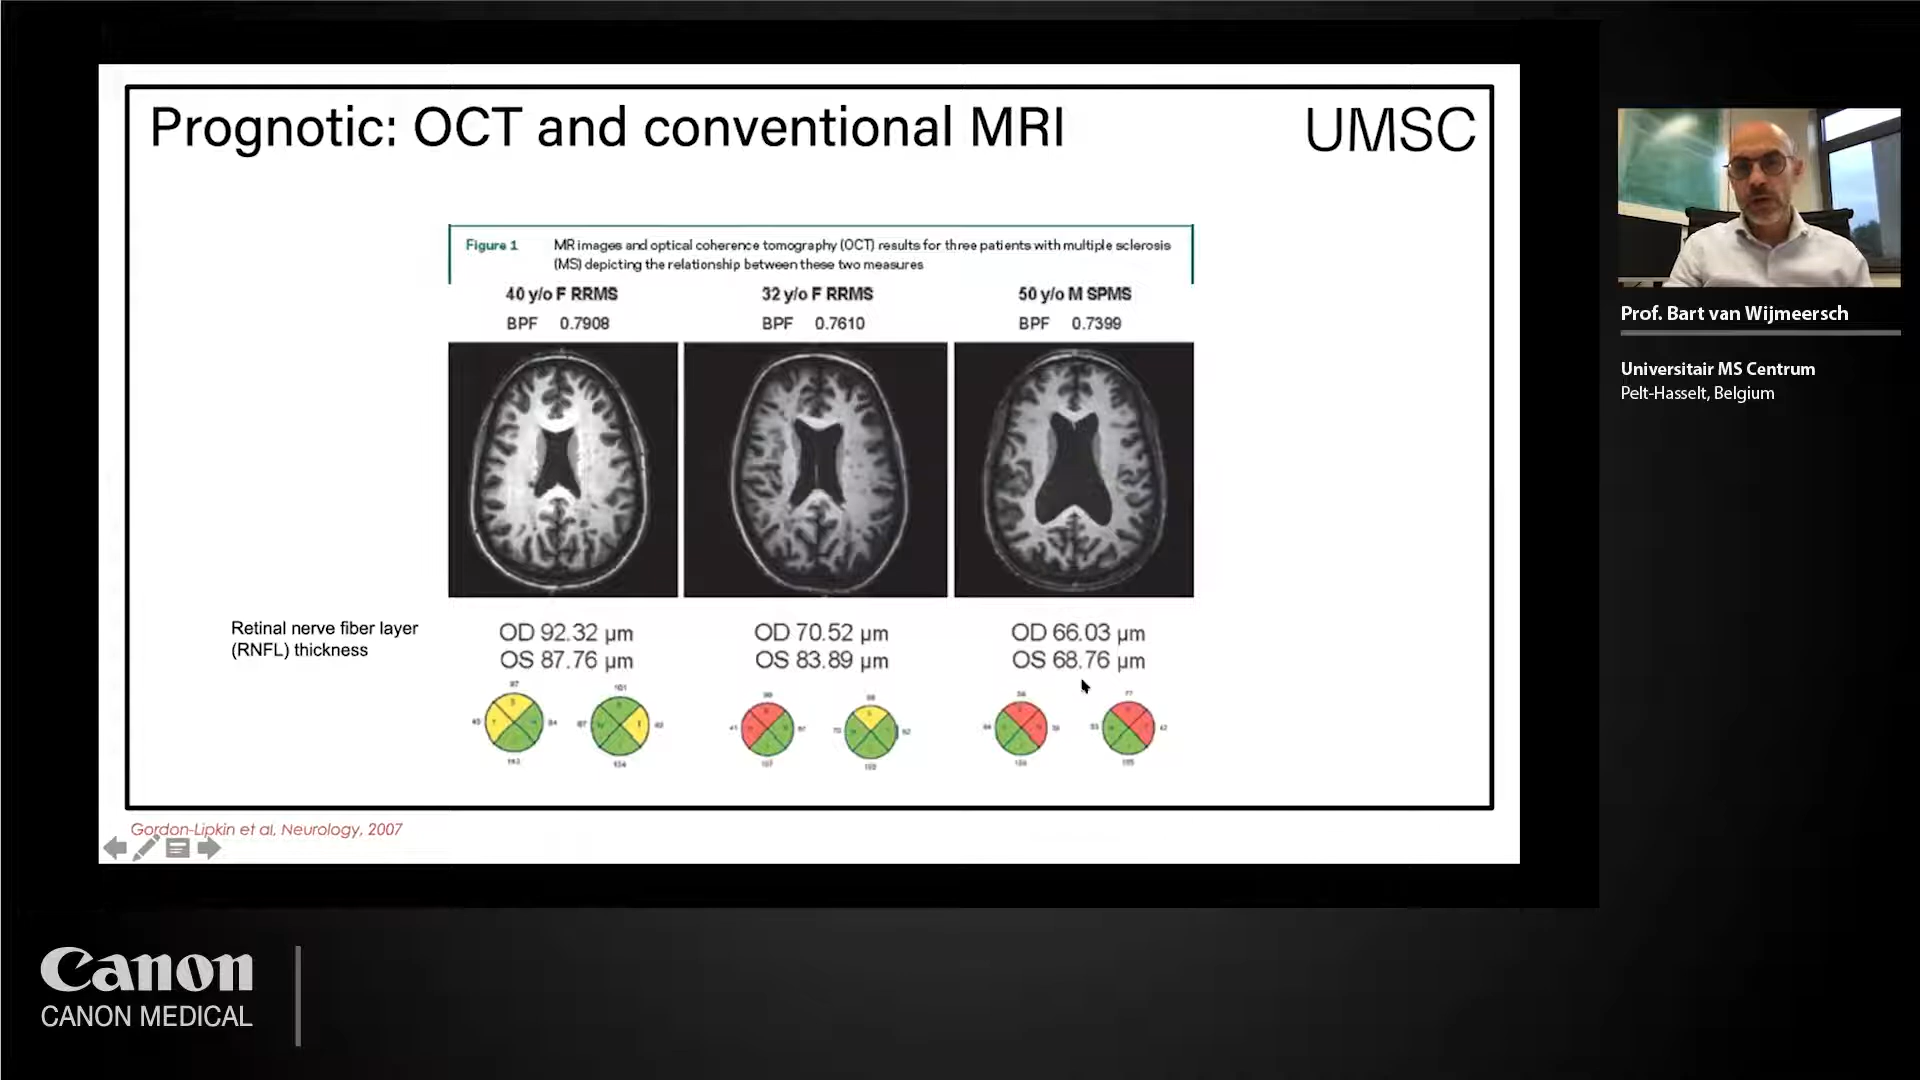 Prognotic: OCT and conventional MRI
UMSC
Figure 1 MR images and optical coherence tomography (OCT) results for three patients with multiple sclerosis
(MS) depicting the relationship between these two measures
40 y/o F RRMS
BPF 0.7908
32 y/o F RRMS
BPF 0.7610
50 y/o M SPMS
BPF 0.7399
Retinal nerve fiber layer
(RNFL) thickness
OD 92.32 µm
OS 87.76 µm
OD 70.52 µm
OS 83.89 µm
OD 66.03 µm
OS 68.76 µm
Gordon-Lipkin et al, Neurology, 2007
Prof. Bart van Wijmeersch
Universitair MS Centrum
Pelt-Hasselt, Belgium
Canon
CANON MEDICAL